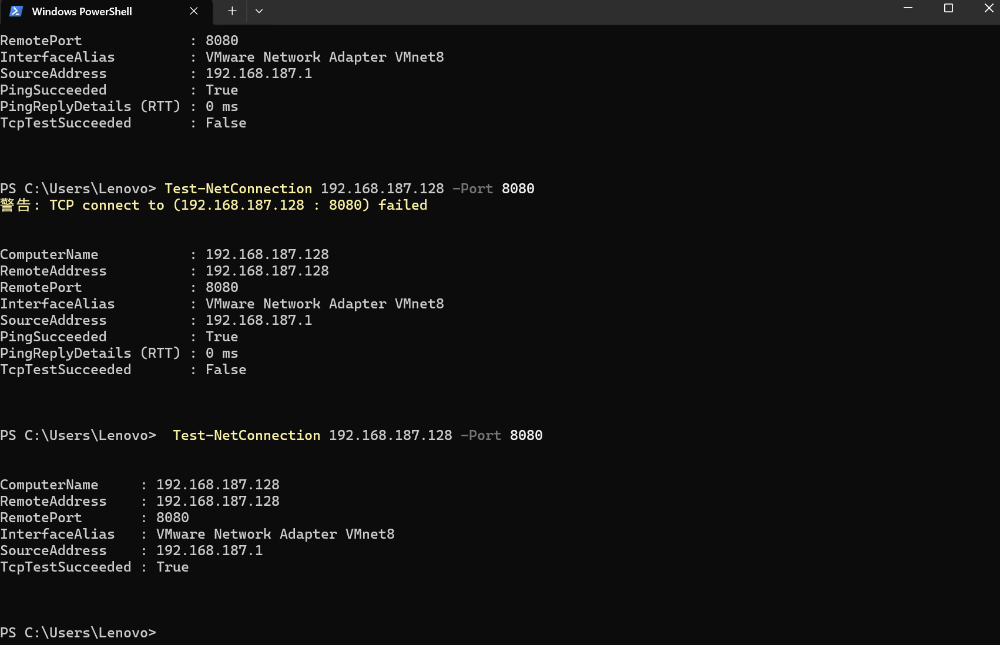 Windows PowerShell
RemotePort              : 8080
InterfaceAlias          : VMware Network Adapter VMnet8
SourceAddress           : 192.168.187.1
PingSucceeded           : True
PingReplyDetails (RTT) : 0 ms
TcpTestSucceeded        : False
PS C:\Users\Lenovo> Test-NetConnection 192.168.187.128 -Port 8080
警告: TCP connect to (192.168.187.128 : 8080) failed
ComputerName            : 192.168.187.128
RemoteAddress           : 192.168.187.128
RemotePort              : 8080
InterfaceAlias          : VMware Network Adapter VMnet8
SourceAddress           : 192.168.187.1
PingSucceeded           : True
PingReplyDetails (RTT) : 0 ms
TcpTestSucceeded        : False
PS C:\Users\Lenovo>  Test-NetConnection 192.168.187.128 -Port 8080
ComputerName     : 192.168.187.128
RemoteAddress    : 192.168.187.128
RemotePort       : 8080
InterfaceAlias   : VMware Network Adapter VMnet8
SourceAddress    : 192.168.187.1
TcpTestSucceeded : True
PS C:\Users\Lenovo>